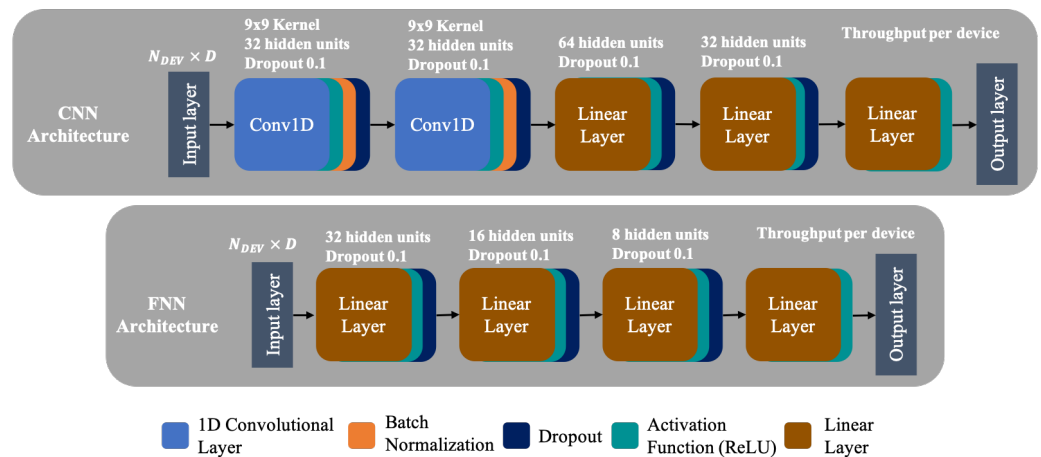 9x9 Kernel
32 hidden units
Dropout 0.1
9x9 Kernel
32 hidden units
Dropout 0.1
64 hidden units
Dropout 0.1
32 hidden units
Dropout 0.1
Throughput per device
N_DEV × D
CNN
Architecture
Input layer
Conv1D
Conv1D
Linear
Layer
Linear
Layer
Linear
Layer
Output layer
32 hidden units
Dropout 0.1
16 hidden units
Dropout 0.1
8 hidden units
Dropout 0.1
Throughput per device
N_DEV × D
FNN
Architecture
Input layer
Linear
Layer
Linear
Layer
Linear
Layer
Linear
Layer
Output layer
1D Convolutional
Layer
Batch
Normalization
Dropout
Activation
Function (ReLU)
Linear
Layer